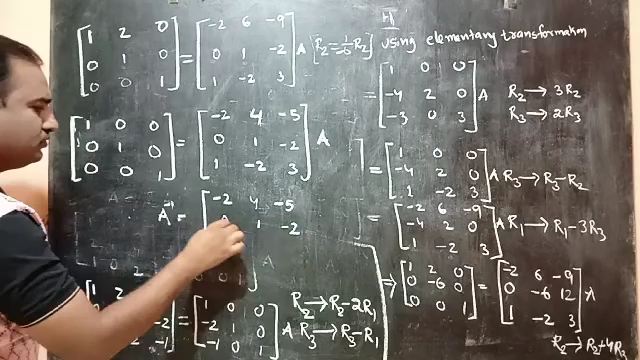 [1 2 0; 0 1 0; 0 0 1] = [-2 6 -9; 0 1 -2; 1 -2 3] A [R₂ = 1/6 R₂]
[1 0 0; 0 1 0; 0 0 1] = [-2 4 -5; 0 1 -2; 1 -2 3] A
A⁻¹ = [-2 4 -5; 1 -2
= [1 0 0; -2 1 0; -1 0 1] A R₂ → R₂-2R₁
R₃ → R₃-R₁
using elementary transformation
= [1 0 0; -4 2 0; -3 0 3] A R₂ → 3R₂
R₃ → 2R₃
= [1 0 0; -4 2 0; 1 -2 3] A R₃ → R₃-R₂
= [-2 6 -9; -4 2 0; 1 -2 3] A R₁ → R₁-3R₃
⇒ [1 2 0; 0 -6 0; 0 0 1] = [-2 6 -9; 0 -6 12; 1 -2 3] A
R₂ → R₂+4R